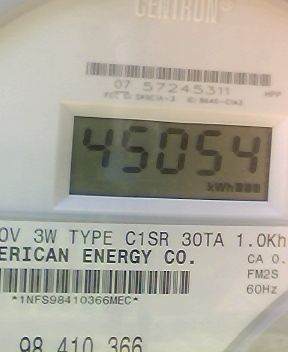 CENTRON®
07 57245311
HPP
45054
kWh
0V 3W TYPE C1SR 30TA 1.0Kh
ERICAN ENERGY CO.
CA 0.
FM2S
*1NFS98410366MEC*
60Hz
98 410 366